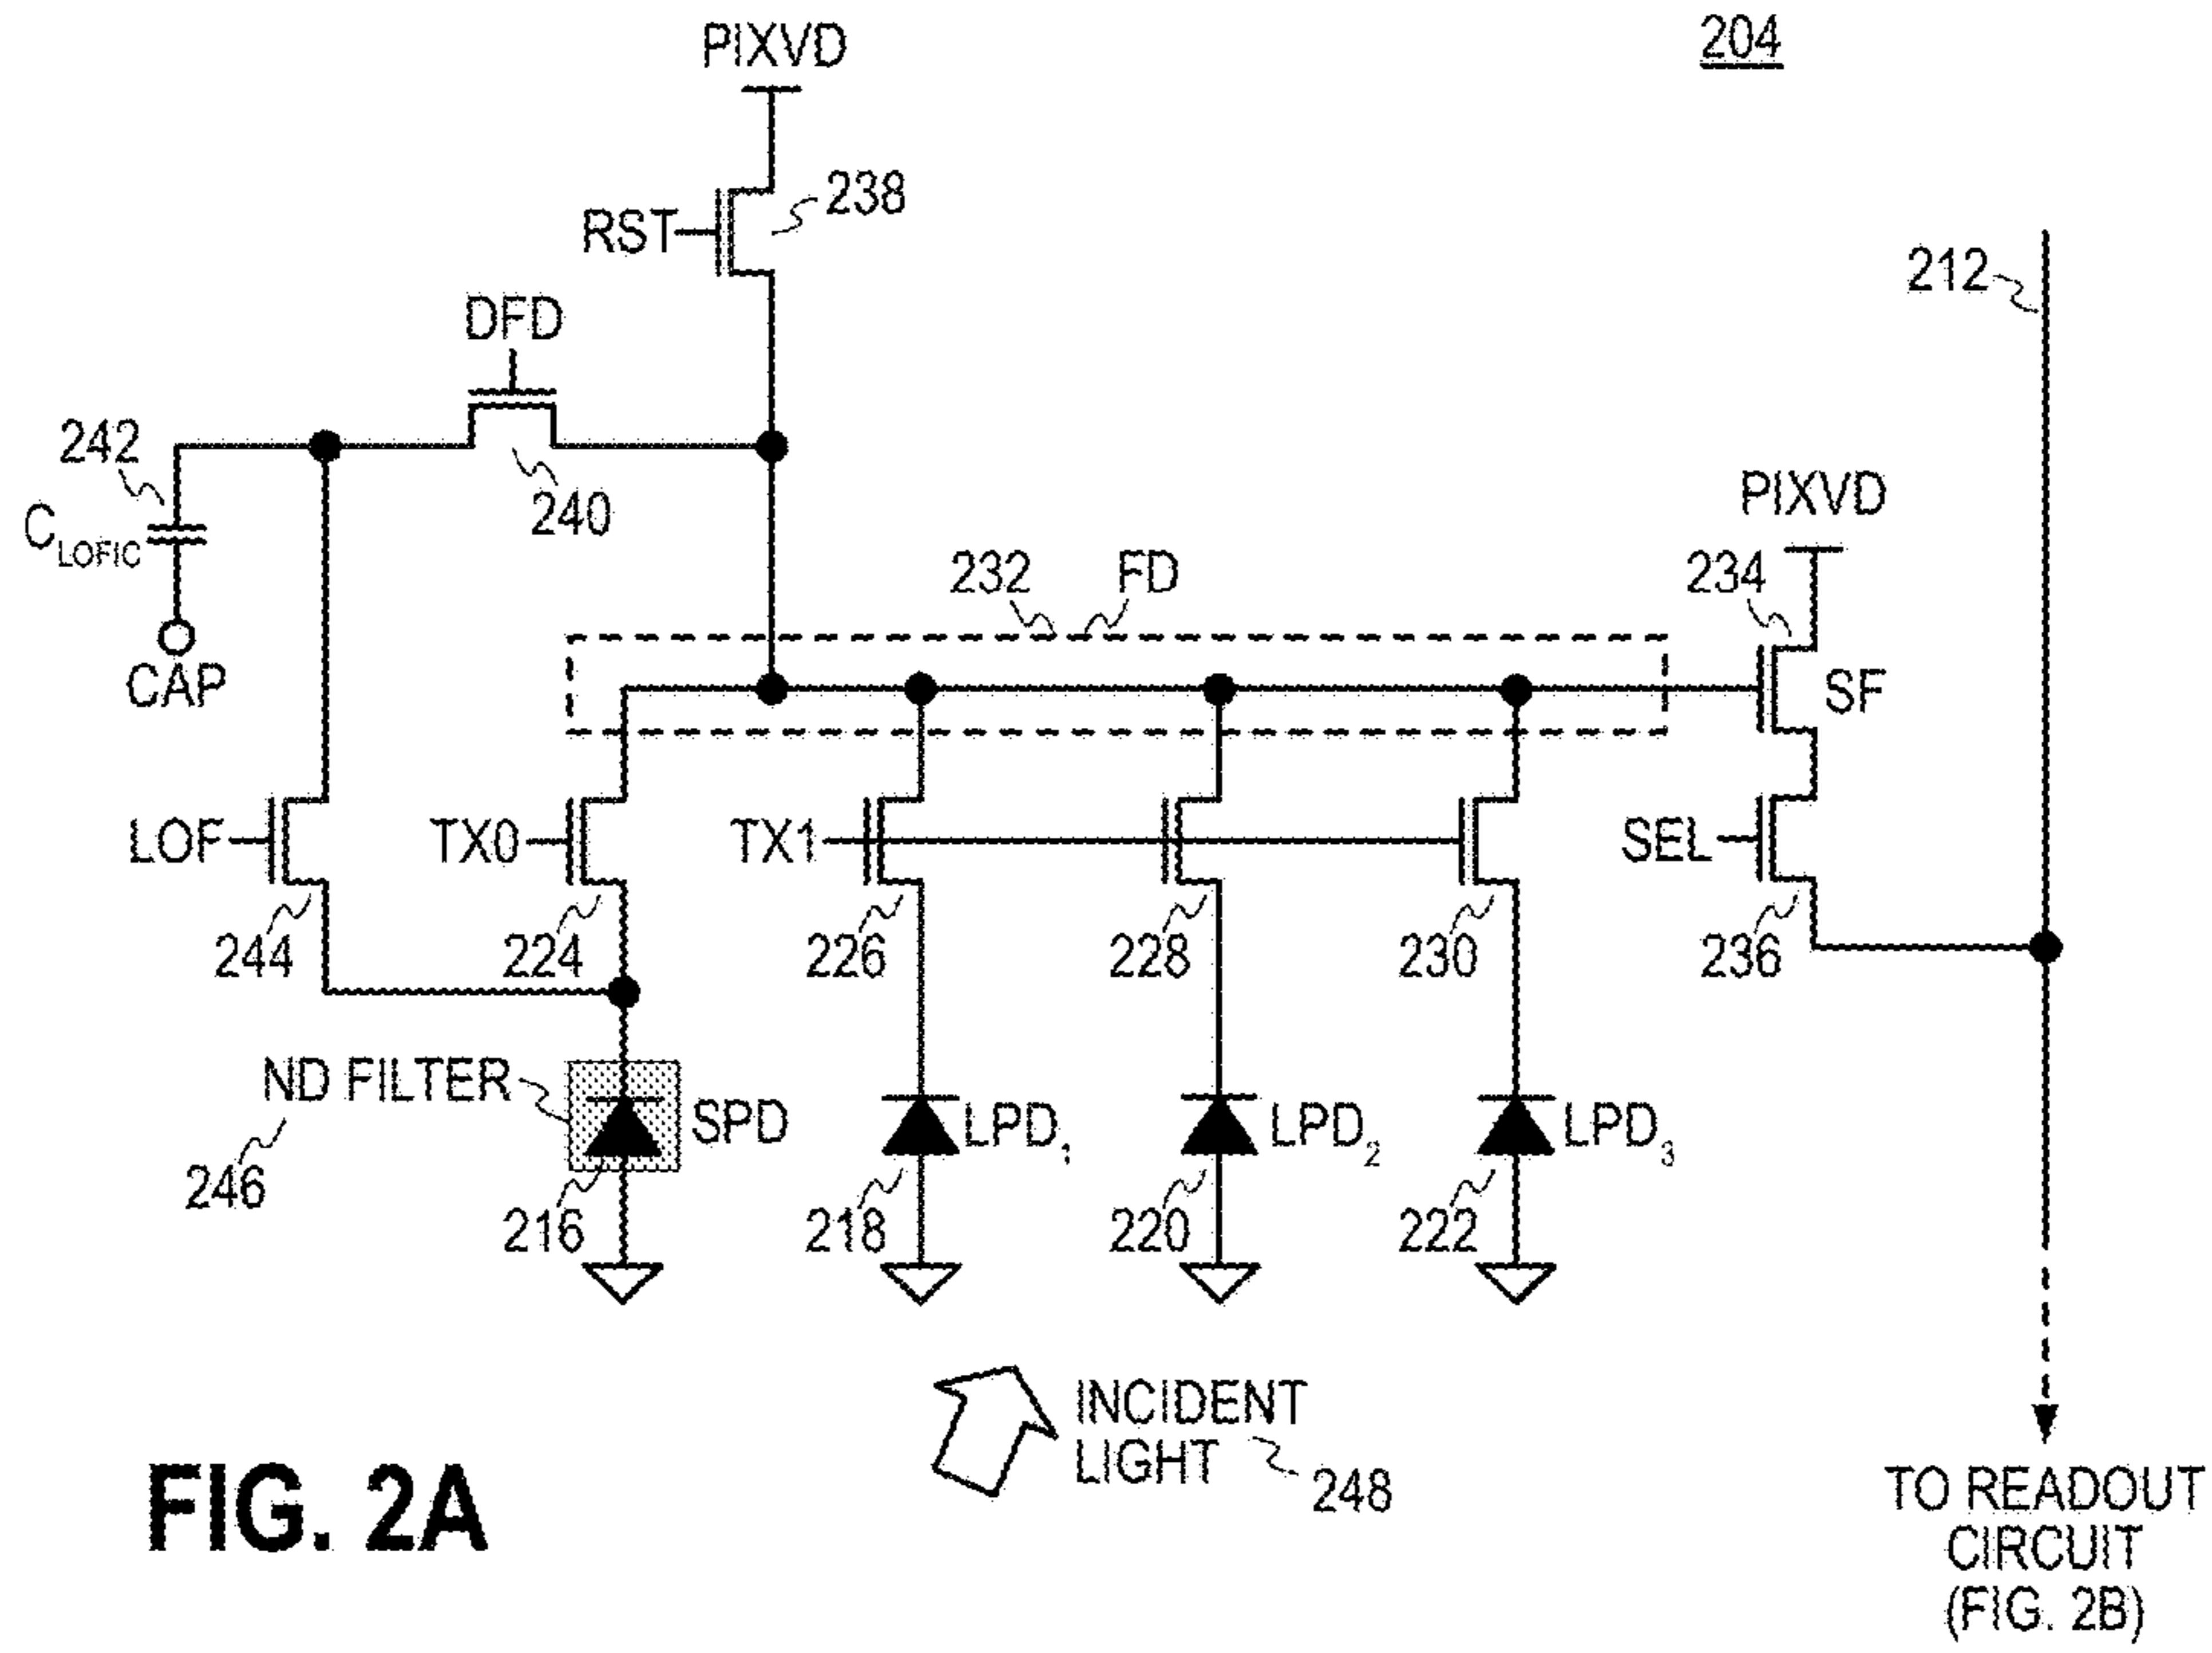 PIXVD
204
238
RST
212
DFD
242
240
PIXVD
C LOFIC
232
FD
234
CAP
SF
LOF
TX0
TX1
SEL
244
224
226
228
230
236
ND FILTER
SPD
LPD1
LPD2
LPD3
246
216
218
220
222
INCIDENT
LIGHT
248
FIG. 2A
TO READOUT
CIRCUIT
(FIG. 2B)